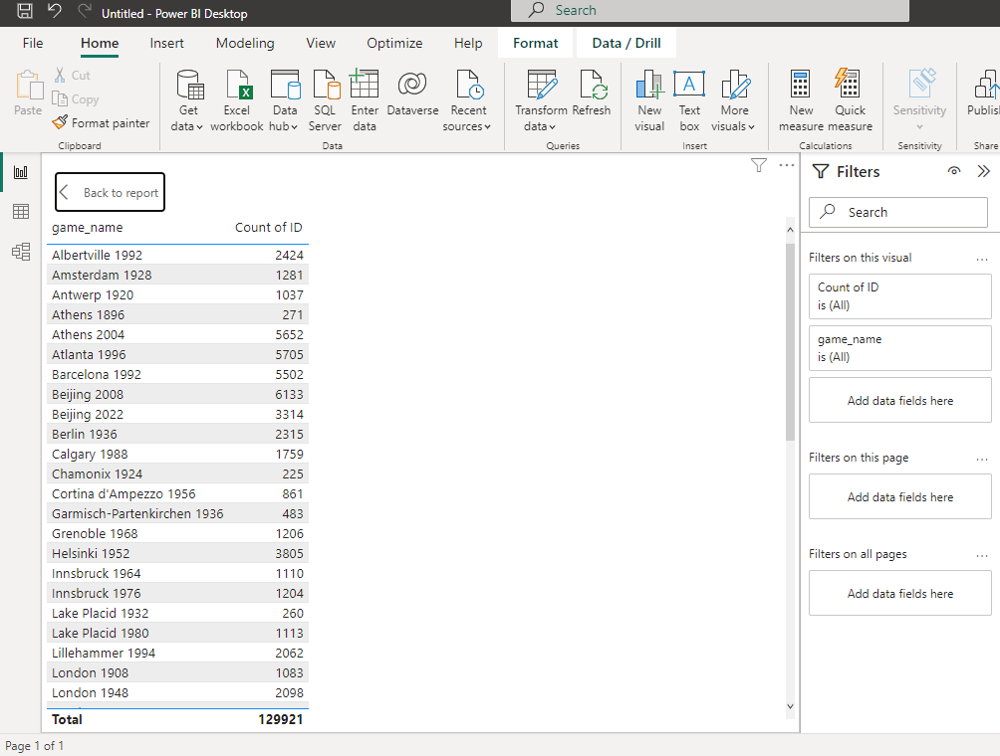 Untitled - Power BI Desktop
Search
File Home Insert Modeling View Optimize Help Format Data / Drill
Paste
Cut
Copy
Format painter
Clipboard
Get data
Excel workbook
Data hub
SQL Server
Enter data
Dataverse
Recent sources
Data
Transform data
Refresh
Queries
New visual
Text box
More visuals
Insert
New measure
Quick measure
Calculations
Sensitivity
Sensitivity
Share
Back to report
game_name Count of ID
Albertville 1992 2424
Amsterdam 1928 1281
Antwerp 1920 1037
Athens 1896 271
Athens 2004 5652
Atlanta 1996 5705
Barcelona 1992 5502
Beijing 2008 6133
Beijing 2022 3314
Berlin 1936 2315
Calgary 1988 1759
Chamonix 1924 225
Cortina d'Ampezzo 1956 861
Garmisch-Partenkirchen 1936 483
Grenoble 1968 1206
Helsinki 1952 3805
Innsbruck 1964 1110
Innsbruck 1976 1204
Lake Placid 1932 260
Lake Placid 1980 1113
Lillehammer 1994 2062
London 1908 1083
London 1948 2098
Total 129921
Filters
Search
Filters on this visual ...
Count of ID
is (All)
game_name
is (All)
Add data fields here
Filters on this page ...
Add data fields here
Filters on all pages ...
Add data fields here
Page 1 of 1